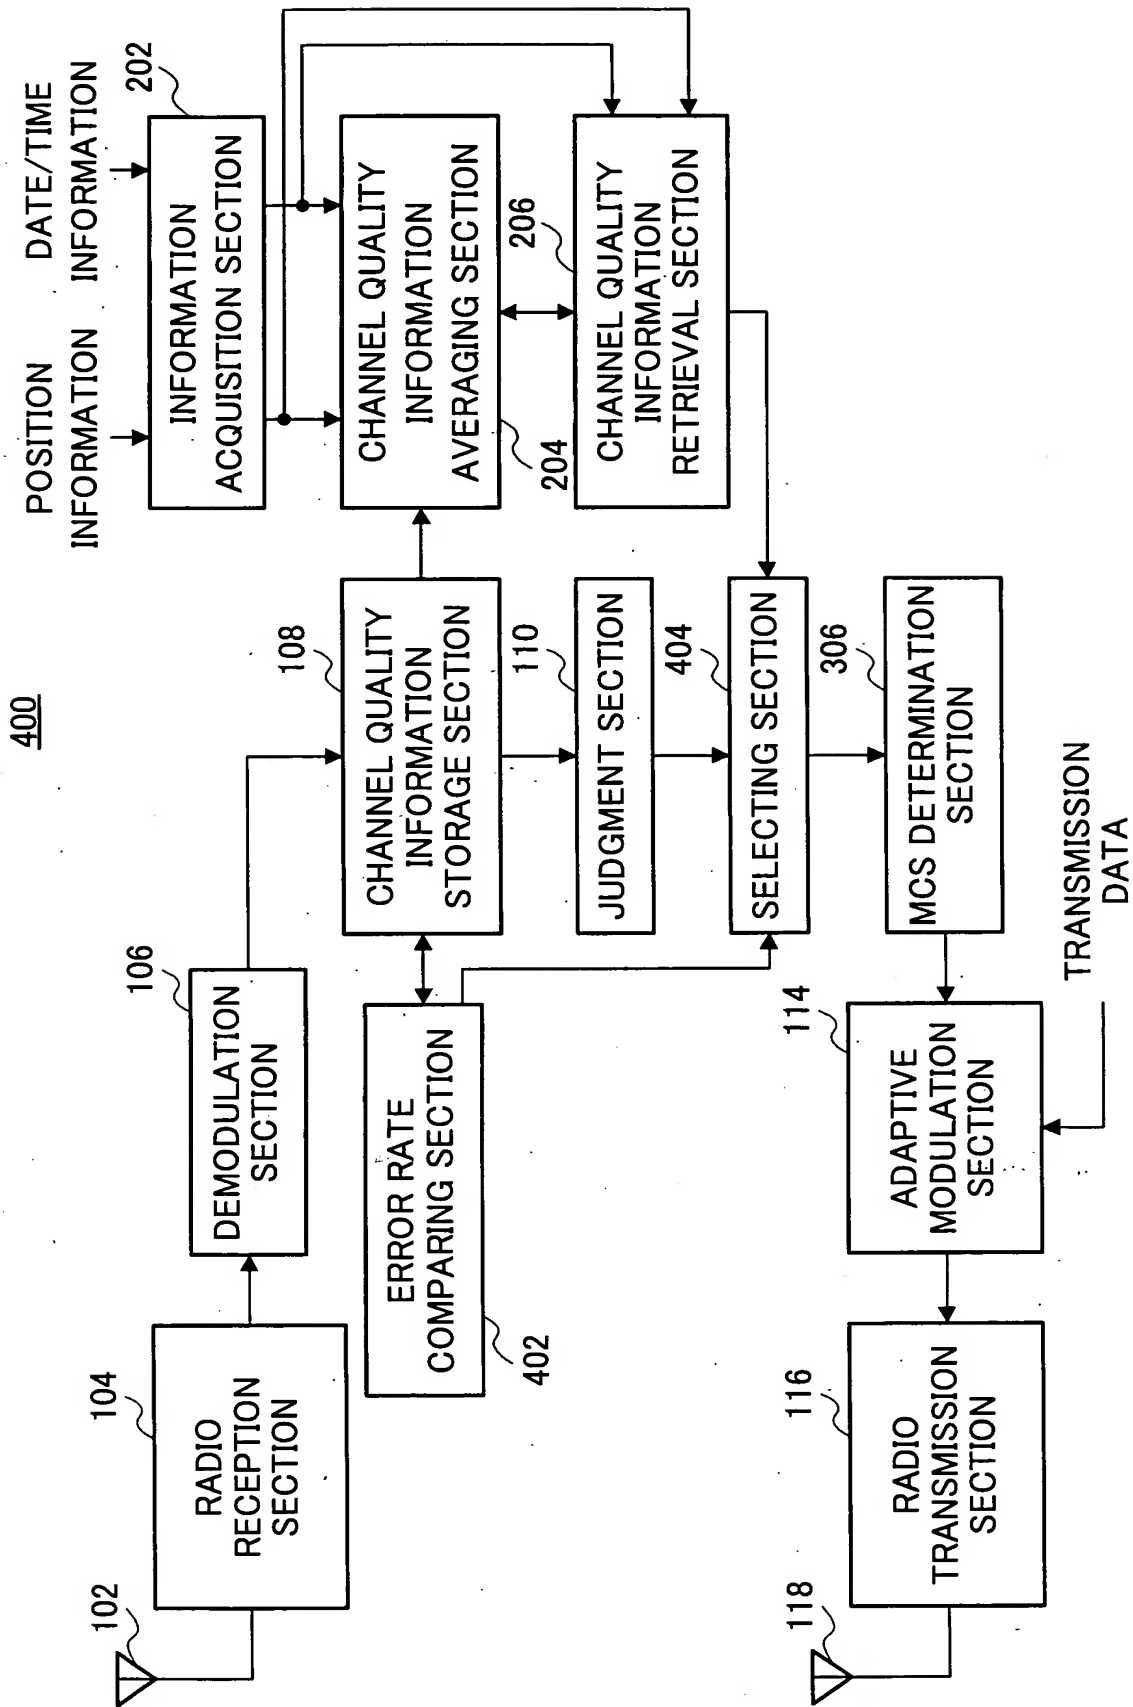 400
POSITION
INFORMATION
DATE/TIME
INFORMATION
202
INFORMATION
ACQUISITION SECTION
102
104
RADIO
RECEPTION
SECTION
106
DEMODULATION
SECTION
108
CHANNEL QUALITY
INFORMATION
STORAGE SECTION
CHANNEL QUALITY
INFORMATION
AVERAGING SECTION
204
ERROR RATE
COMPARING SECTION
402
110
JUDGMENT SECTION
206
CHANNEL QUALITY
INFORMATION
RETRIEVAL SECTION
404
SELECTING SECTION
306
MCS DETERMINATION
SECTION
118
116
RADIO
TRANSMISSION
SECTION
114
ADAPTIVE
MODULATION
SECTION
TRANSMISSION
DATA